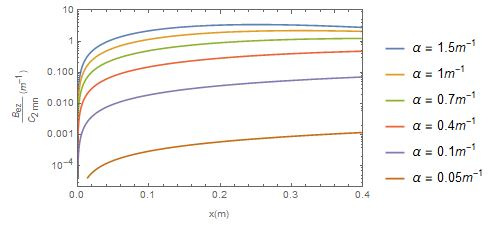 10
1
0.100
0.010
0.001
10⁻⁴
B_ez / C_2 mn (m⁻¹)
0.0 0.1 0.2 0.3 0.4
x(m)
α = 1.5m⁻¹
α = 1m⁻¹
α = 0.7m⁻¹
α = 0.4m⁻¹
α = 0.1m⁻¹
α = 0.05m⁻¹